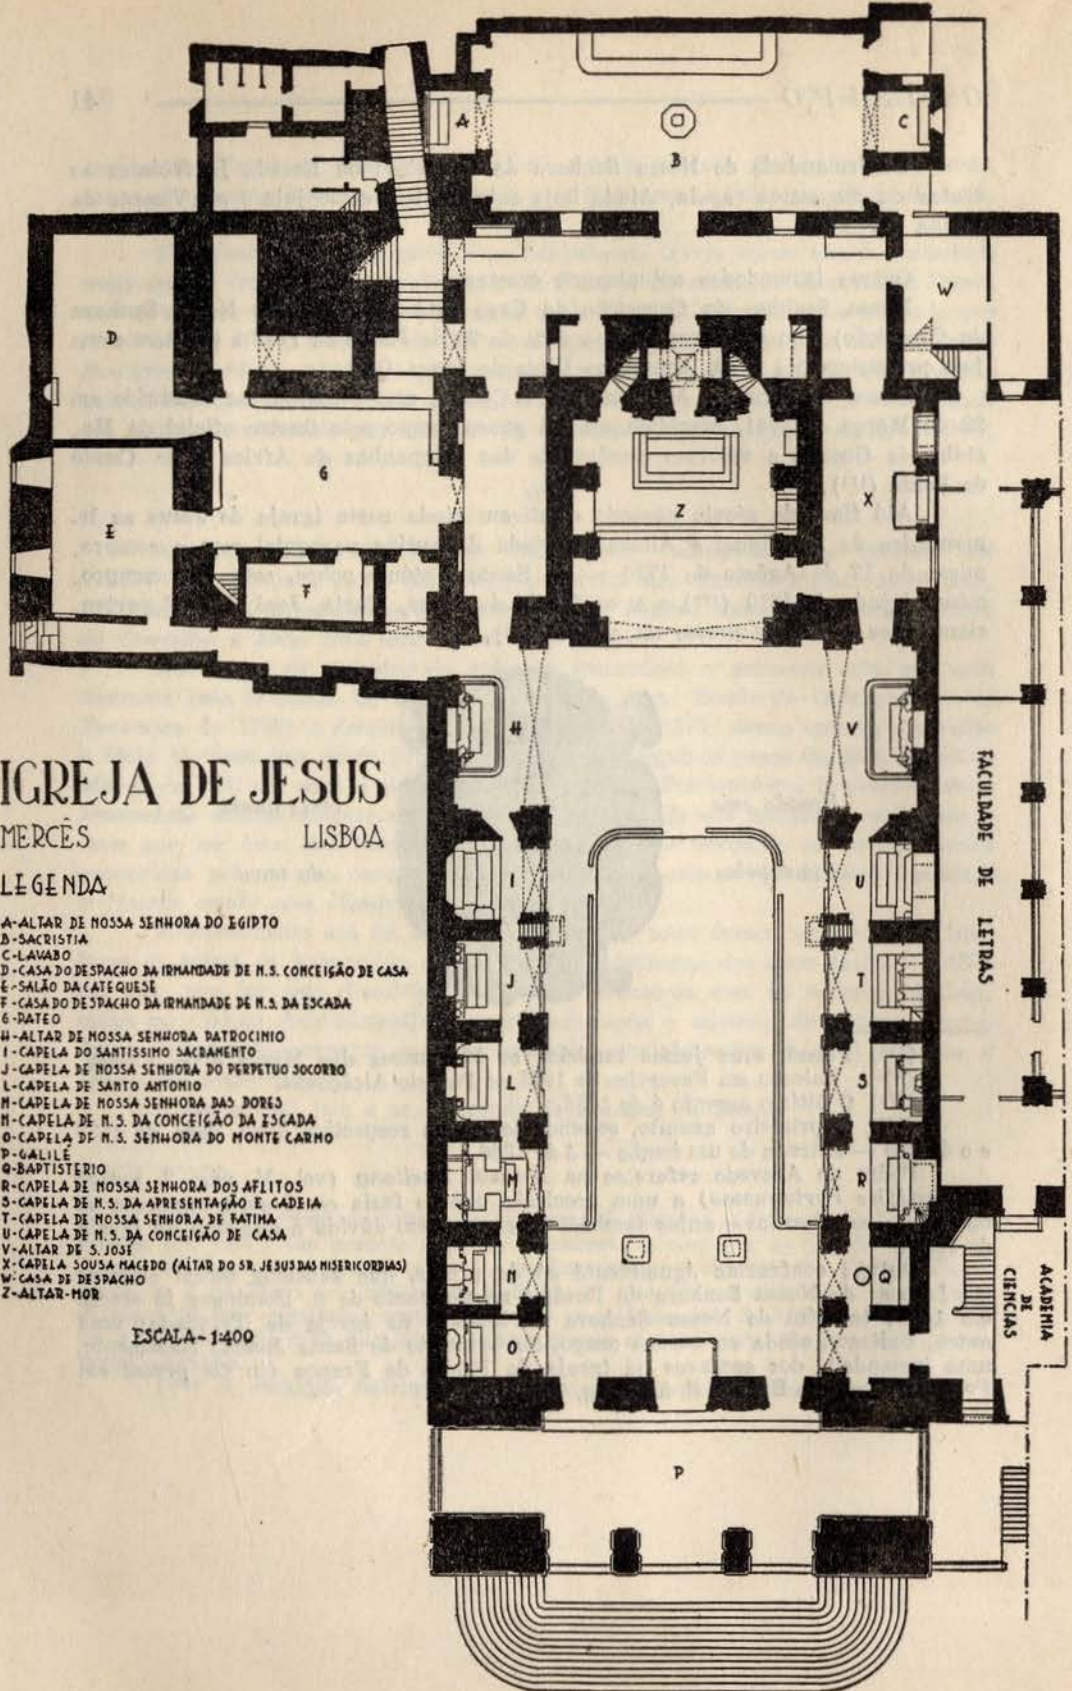 A
B
C
D
W
G
Z
X
E
F
H
V
IGREJA DE JESUS
MERCÊS LISBOA
LEGENDA
A-ALTAR DE NOSSA SENHORA DO EGIPTO
B-SACRISTIA
C-LAVABO
D-CASA DO DESPACHO DA IRMANDADE DE N.S. CONCEIÇÃO DE CASA
E-SALÃO DA CATEQUESE
F-CASA DO DESPACHO DA IRMANDADE DE N.S. DA ESCADA
G-PATEO
H-ALTAR DE NOSSA SENHORA PATROCINIO
I-CAPELA DO SANTISSIMO SACRAMENTO
J-CAPELA DE NOSSA SENHORA DO PERPETUO SOCORRO
L-CAPELA DE SANTO ANTONIO
M-CAPELA DE NOSSA SENHORA DAS DORES
N-CAPELA DE N.S. DA CONCEIÇÃO DA ESCADA
O-CAPELA DE N.S. SENHORA DO MONTE CARMO
P-GALILÉ
Q-BAPTISTERIO
R-CAPELA DE NOSSA SENHORA DOS AFLITOS
S-CAPELA DE N.S. DA APRESENTAÇÃO E CADEIA
T-CAPELA DE NOSSA SENHORA DE FATIMA
U-CAPELA DE N.S. DA CONCEIÇÃO DE CASA
V-ALTAR DE S. JOSÉ
X-CAPELA SOUSA MACEDO (ALTAR DO SR. JESUS DAS MISERICORDIAS)
W-CASA DE DESPACHO
Z-ALTAR-MOR
ESCALA-1:400
I
U
J
T
L
S
M
R
N
Q
O
P
FACULDADE DE LETRAS
ACADEMIA
DE
CIENCIAS